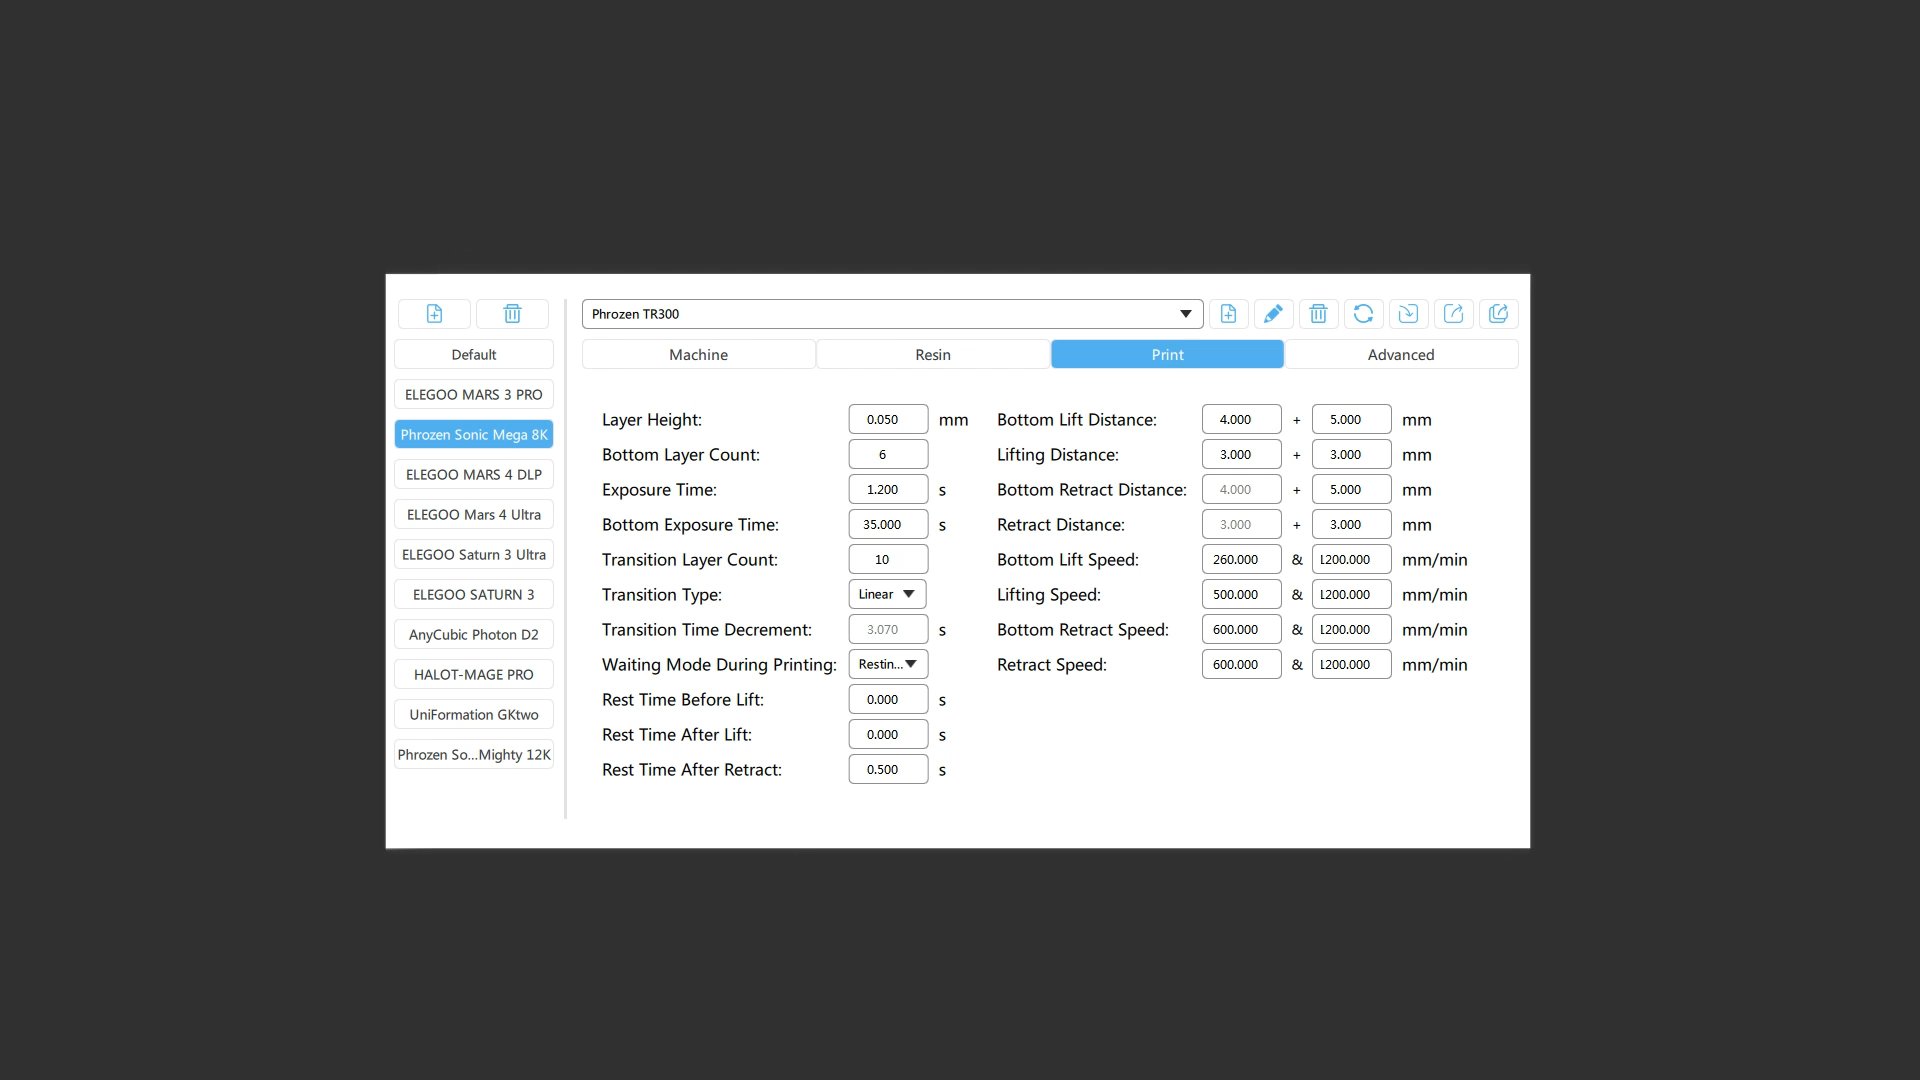 Phrozen TR300
Default
Machine
Resin
Print
Advanced
ELEGOO MARS 3 PRO
Phrozen Sonic Mega 8K
ELEGOO MARS 4 DLP
ELEGOO Mars 4 Ultra
ELEGOO Saturn 3 Ultra
ELEGOO SATURN 3
AnyCubic Photon D2
HALOT-MAGE PRO
UniFormation GKtwo
Phrozen So...Mighty 12K
Layer Height: 0.050 mm
Bottom Layer Count: 6
Exposure Time: 1.200 s
Bottom Exposure Time: 35.000 s
Transition Layer Count: 10
Transition Type: Linear
Transition Time Decrement: 3.070 s
Waiting Mode During Printing: Restin...
Rest Time Before Lift: 0.000 s
Rest Time After Lift: 0.000 s
Rest Time After Retract: 0.500 s
Bottom Lift Distance: 4.000 + 5.000 mm
Lifting Distance: 3.000 + 3.000 mm
Bottom Retract Distance: 4.000 + 5.000 mm
Retract Distance: 3.000 + 3.000 mm
Bottom Lift Speed: 260.000 & 1200.000 mm/min
Lifting Speed: 500.000 & 1200.000 mm/min
Bottom Retract Speed: 600.000 & 1200.000 mm/min
Retract Speed: 600.000 & 1200.000 mm/min